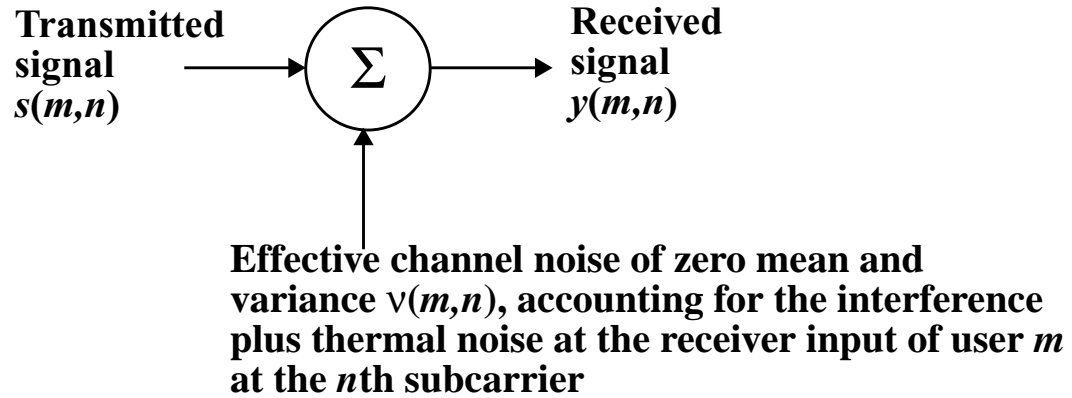 Transmitted
signal
s(m,n)
Σ
Received
signal
y(m,n)
Effective channel noise of zero mean and
variance ν(m,n), accounting for the interference
plus thermal noise at the receiver input of user m
at the nth subcarrier